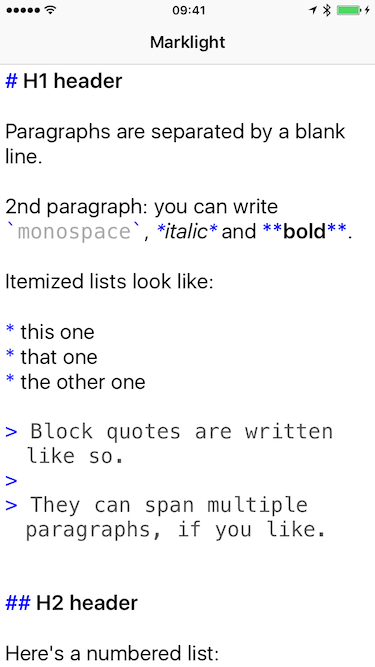 09:41
Marklight
# H1 header
Paragraphs are separated by a blank
line.
2nd paragraph: you can write
`monospace`, *italic* and **bold**.
Itemized lists look like:
* this one
* that one
* the other one
> Block quotes are written
like so.
>
> They can span multiple
paragraphs, if you like.
## H2 header
Here's a numbered list: